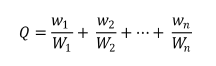 Q = w₁/W₁ + w₂/W₂ + ⋯ + wₙ/Wₙ